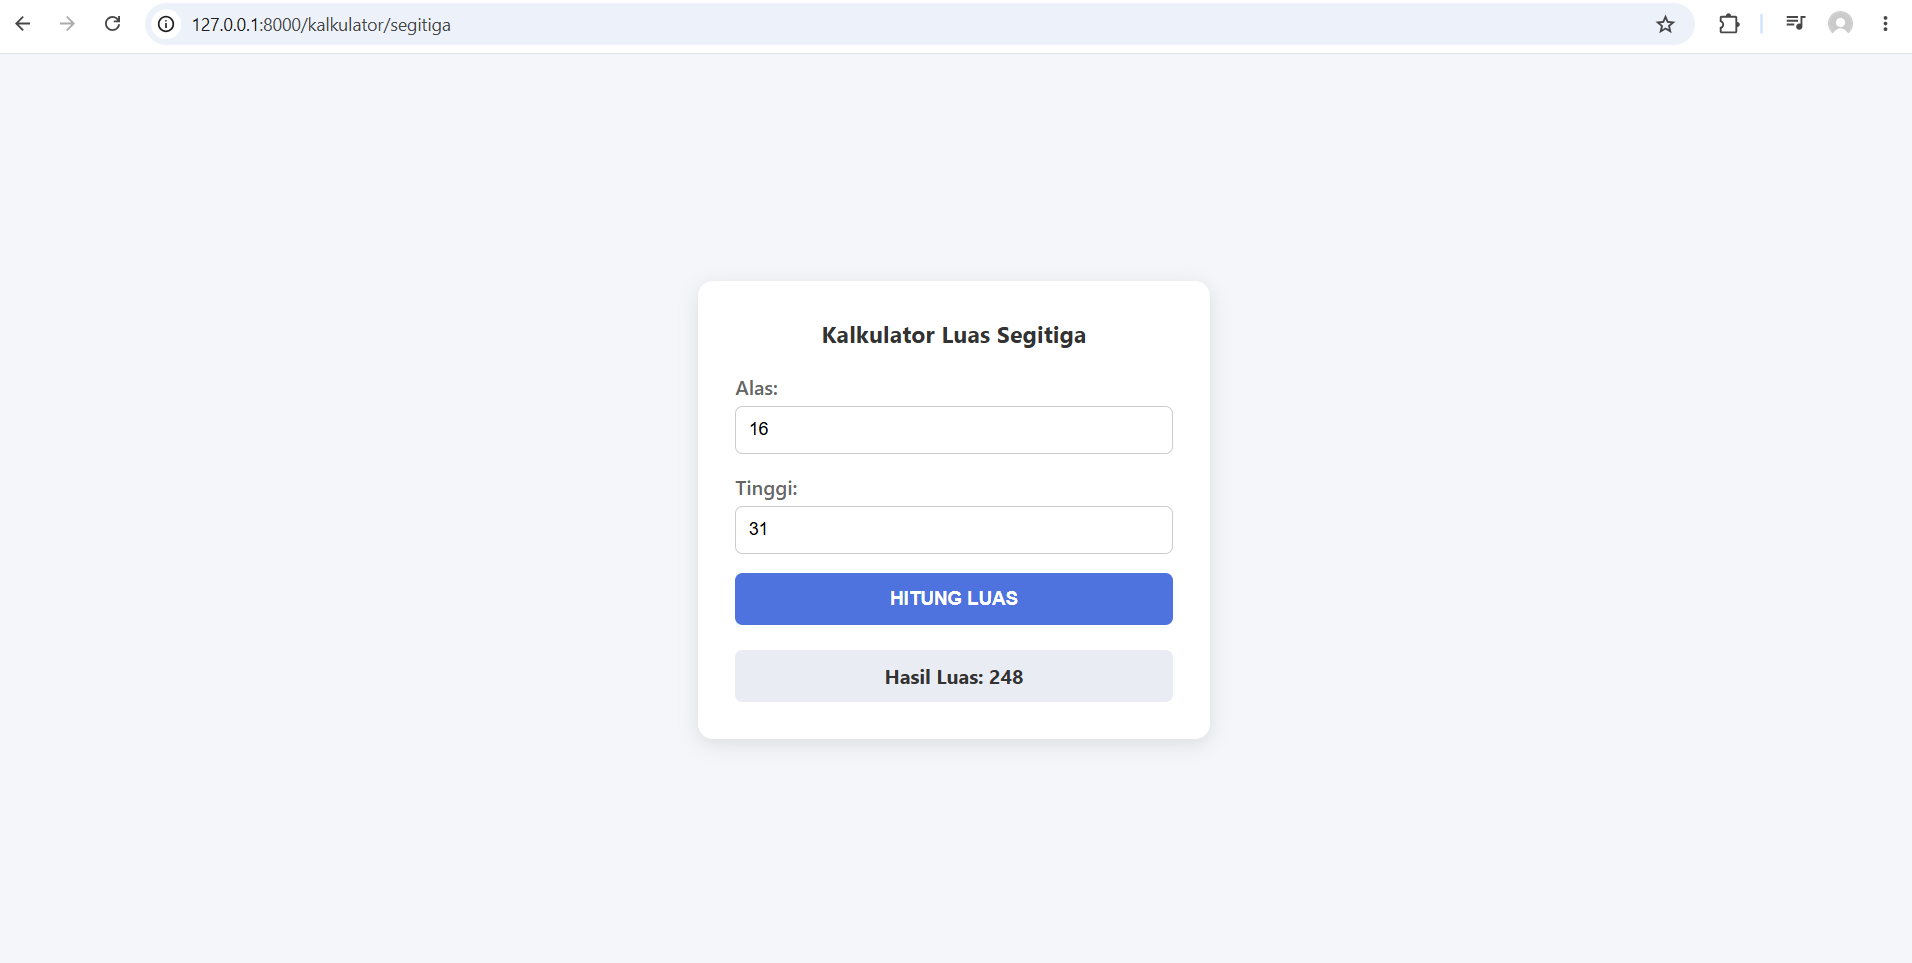 127.0.0.1:8000/kalkulator/segitiga
Kalkulator Luas Segitiga
Alas:
16
Tinggi:
31
HITUNG LUAS
Hasil Luas: 248